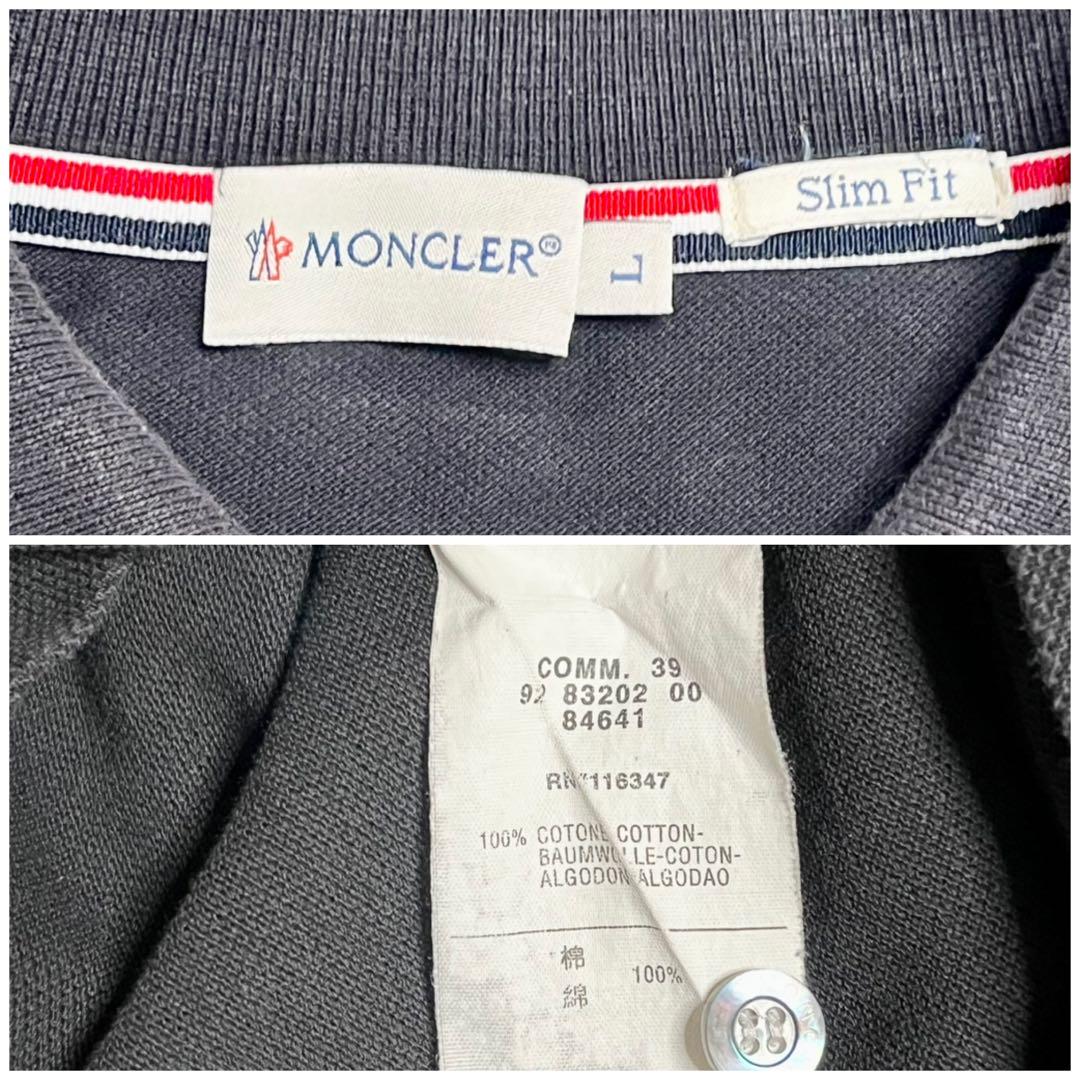 MONCLER®
L
Slim Fit
COMM. 39
92 83202 00
84641
RN°116347
100% COTONE COTTON-
BAUMWOLLE-COTON-
ALGODON ALGODAO
棉 100%
綿